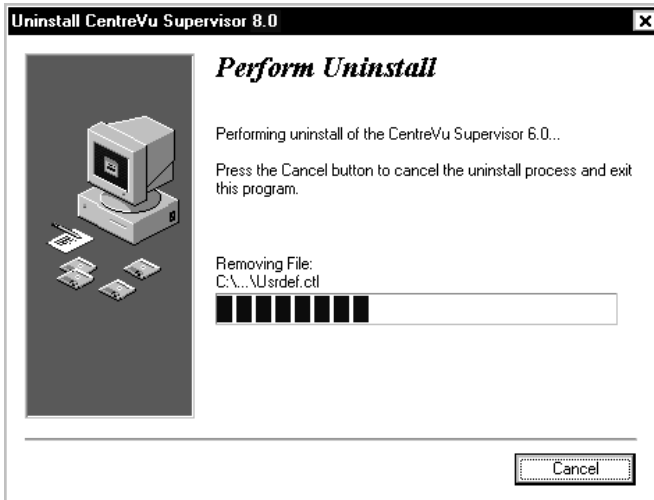 Uninstall CentreVu Supervisor 8.0
Perform Uninstall
Performing uninstall of the CentreVu Supervisor 6.0...
Press the Cancel button to cancel the uninstall process and exit
this program.
Removing File:
C:\...\Usrdef.ctl
Cancel